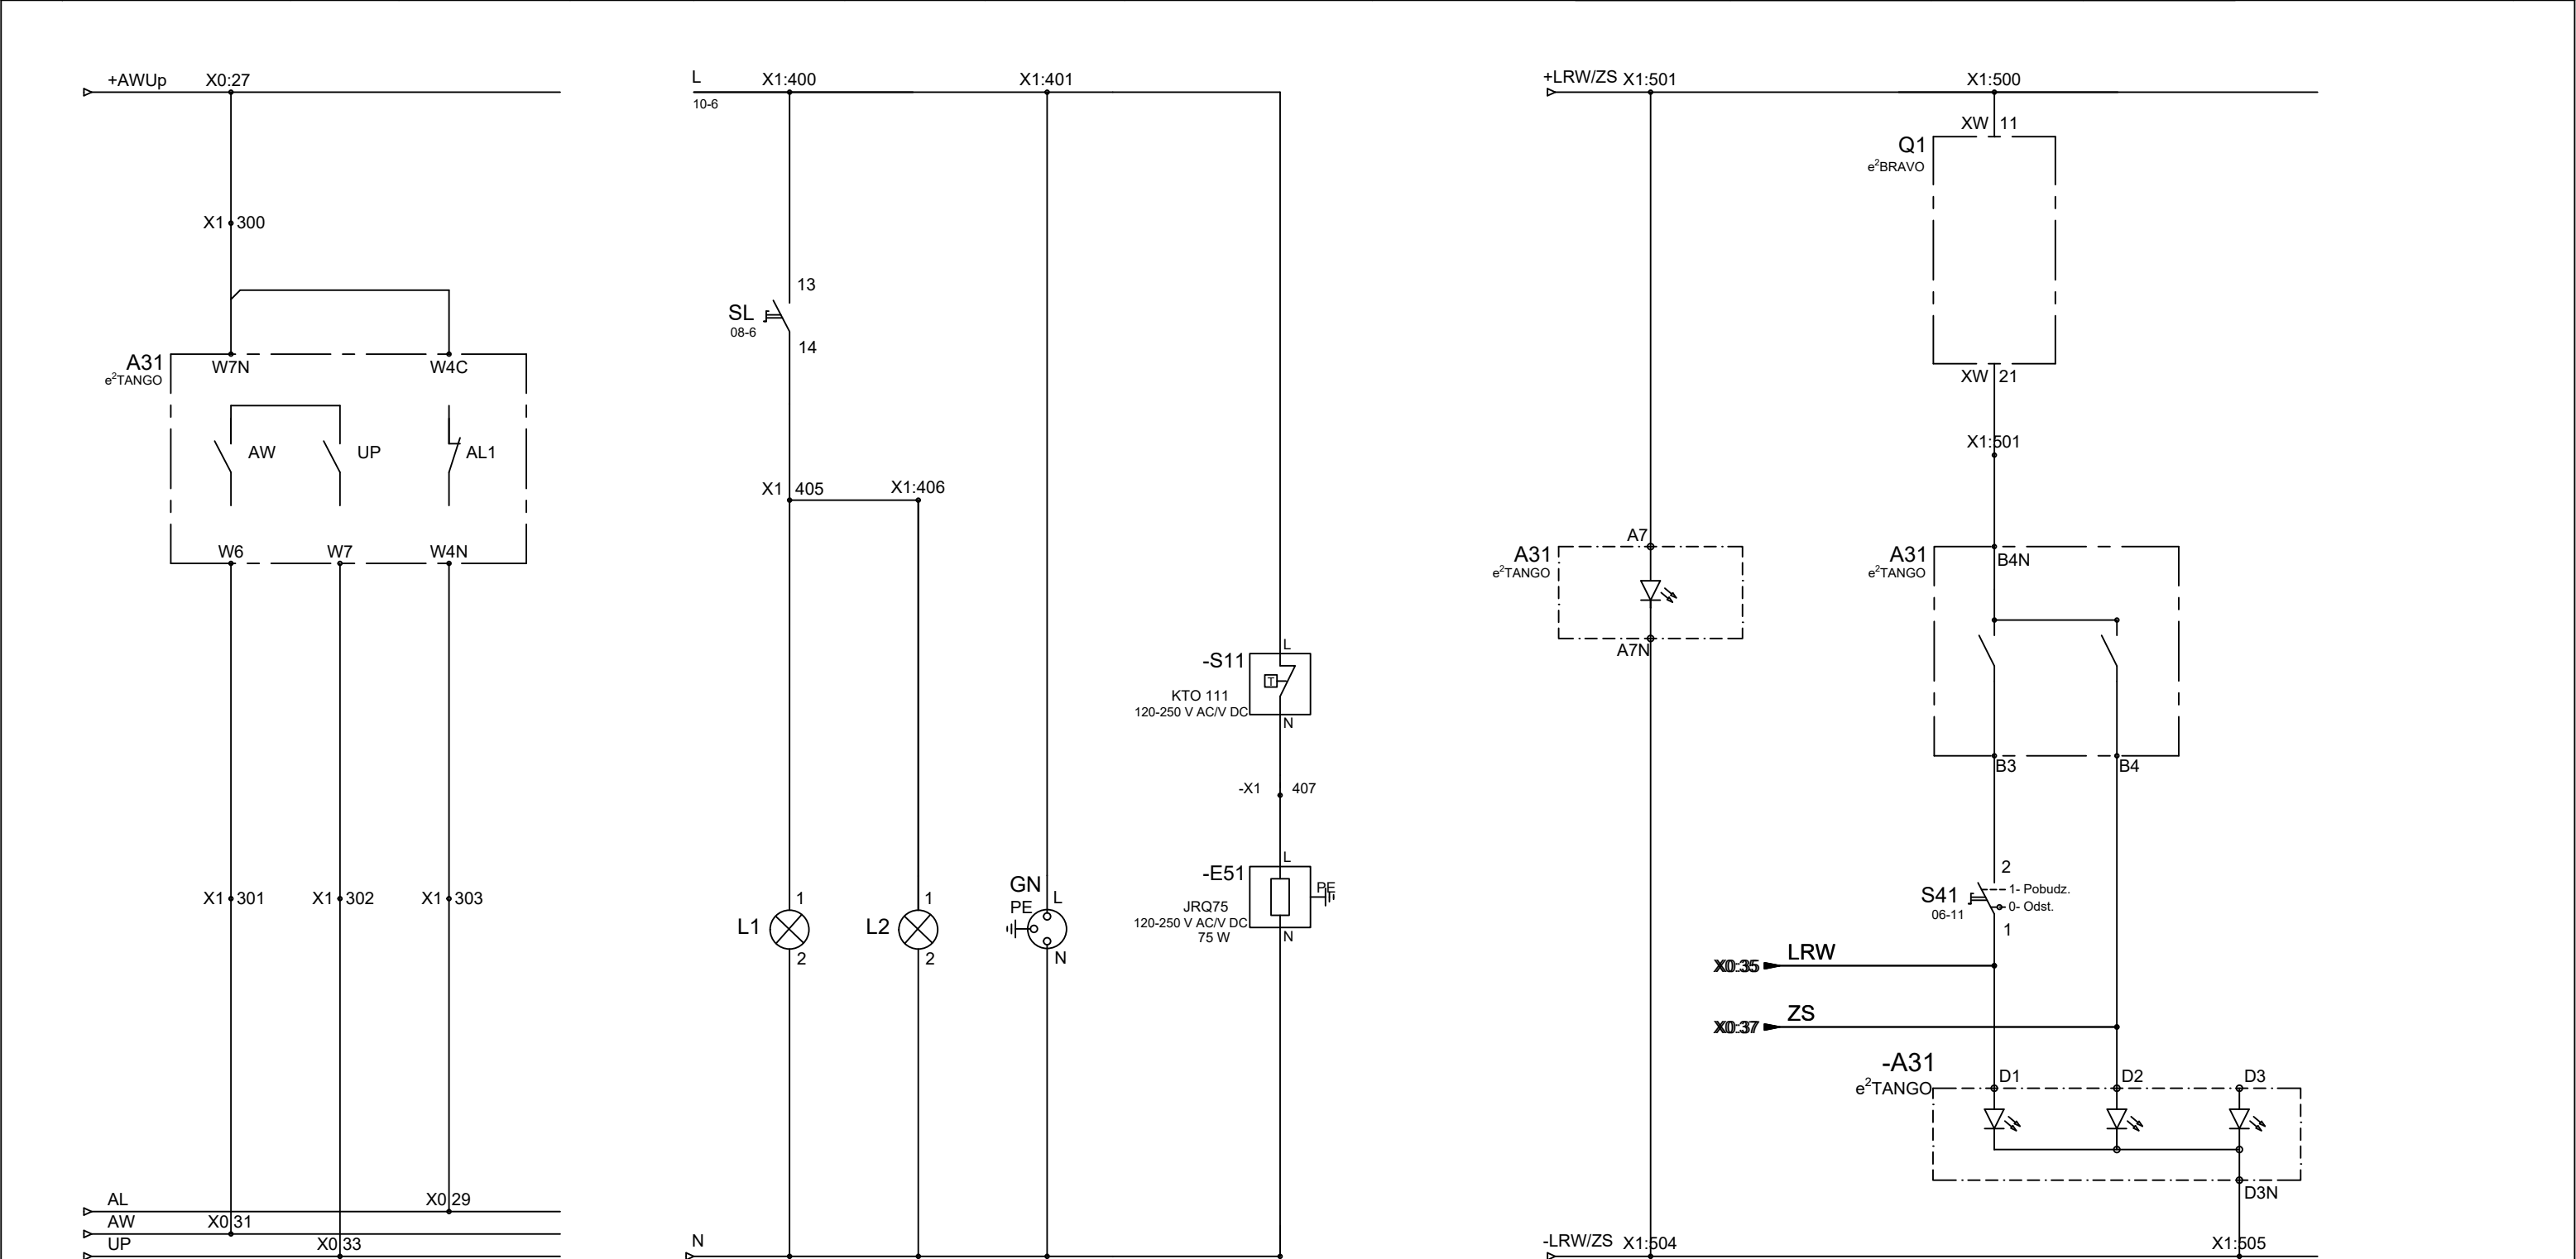 +AWUp X0:27
X1 300
A31
e²TANGO
W7N W4C
AW UP AL1
W6 W7 W4N
X1 301 X1 302 X1 303
AL X0:29
AW X0:31
UP X0:33
L X1:400 X1:401
10-6
13
SL
08-6
14
X1 405 X1:406
L
-S11
KTO 111
120-250 V AC/V DC
N
-X1 407
L
-E51
PE
JRQ75
120-250 V AC/V DC
75 W
N
1 1
L1 L2
2 2
GN L
PE
N
N
+LRW/ZS X1:501 X1:500
XW 11
Q1
e²BRAVO
XW 21
X1:501
A7
A31
e²TANGO
A7N
A31
e²TANGO
B4N
B3 B4
2
S41
06-11
1- Pobudz.
0- Odst.
1
X0:35 LRW
X0:37 ZS
-A31
e²TANGO
D1 D2 D3
D3N
-LRW/ZS X1:504 X1:505